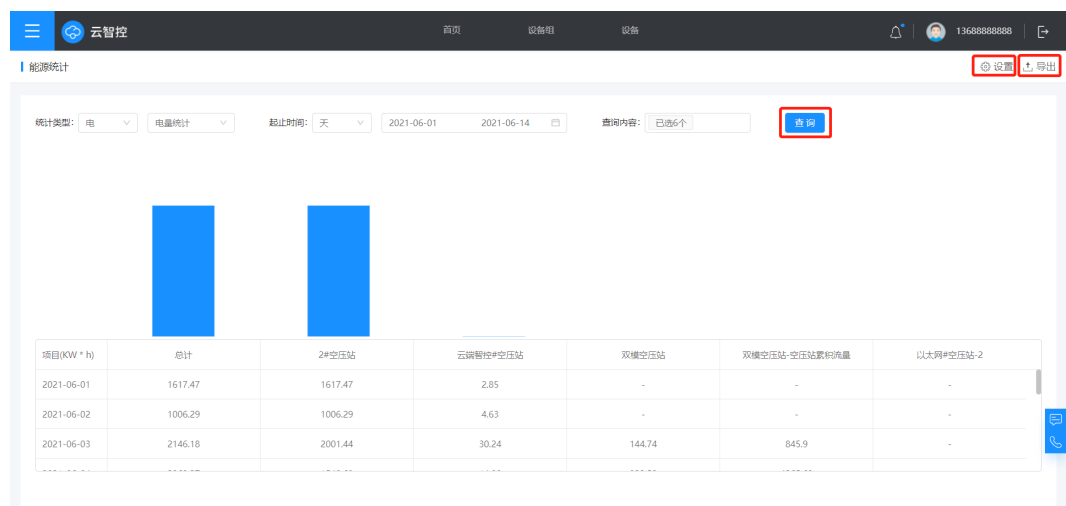 云智控 首页 设备组 设备 13688888888
能源统计 设置 导出
统计类型: 电 电量统计 起止时间: 天 2021-06-01 2021-06-14 查询内容: 已选6个 查 询
项目(KW * h) 总计 2#空压站 云端智控#空压站 双模空压站 双模空压站-空压站累积流量 以太网#空压站-2
2021-06-01 1617.47 1617.47 2.85 - - -
2021-06-02 1006.29 1006.29 4.63 - - -
2021-06-03 2146.18 2001.44 30.24 144.74 845.9 -